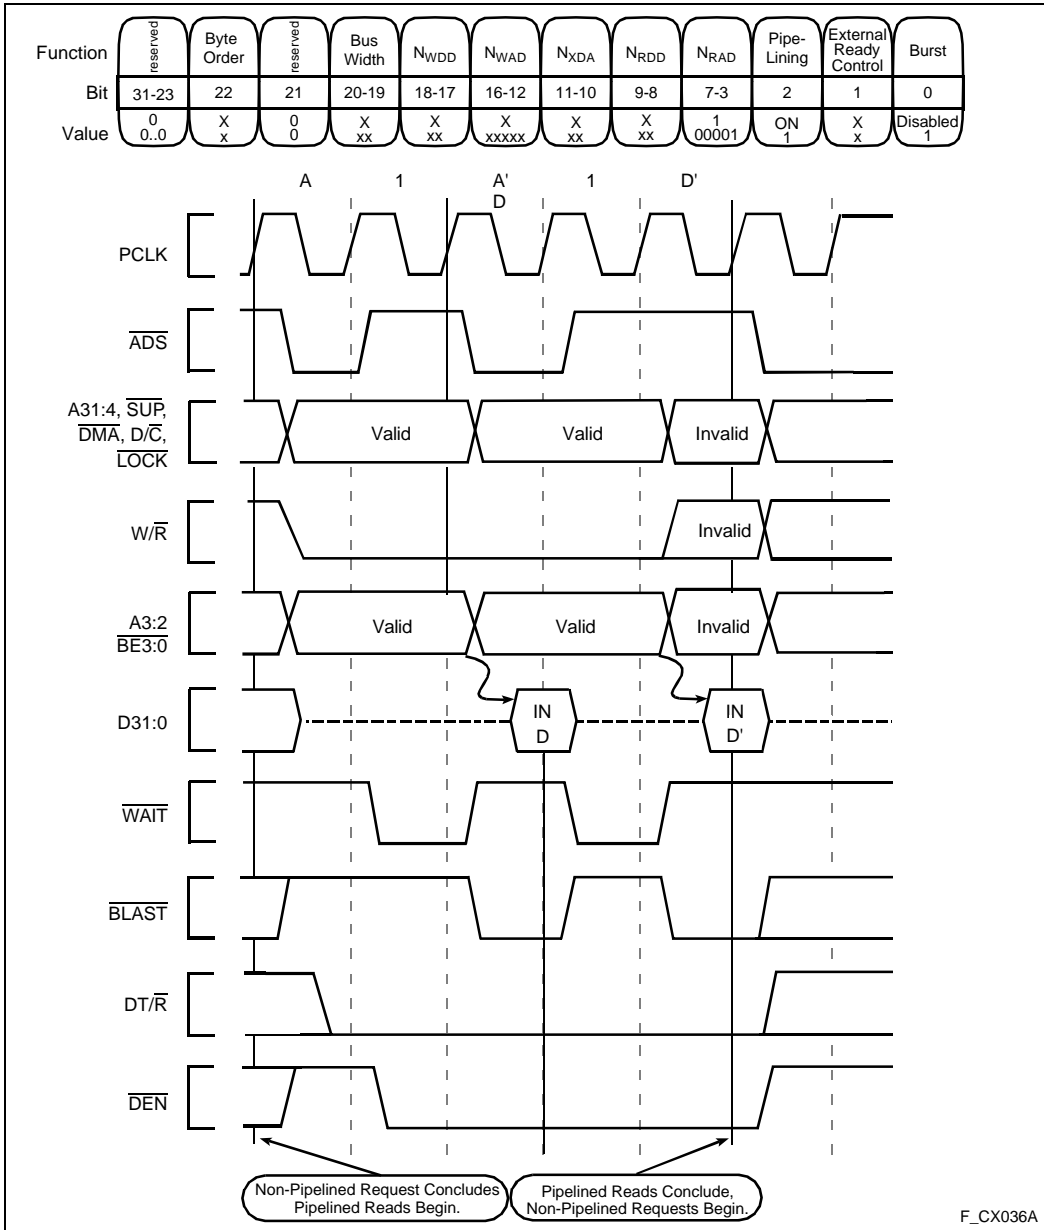 Function reserved Byte Order reserved Bus Width NWDD NWAD NXDA NRDD NRAD Pipe-Lining External Ready Control Burst
Bit 31-23 22 21 20-19 18-17 16-12 11-10 9-8 7-3 2 1 0
Value 0 X 0 X X X X X 1 ON X Disabled
0..0 x 0 xx xx xxxxx xx xx 00001 1 x 1
A 1 A' 1 D'
D
PCLK
ADS
A31:4, SUP,
DMA, D/C,
LOCK
Valid Valid Invalid
W/R
Invalid
A3:2
BE3:0
Valid Valid Invalid
D31:0
IN
D
IN
D'
WAIT
BLAST
DT/R
DEN
Non-Pipelined Request Concludes
Pipelined Reads Begin.
Pipelined Reads Conclude,
Non-Pipelined Requests Begin.
F_CX036A